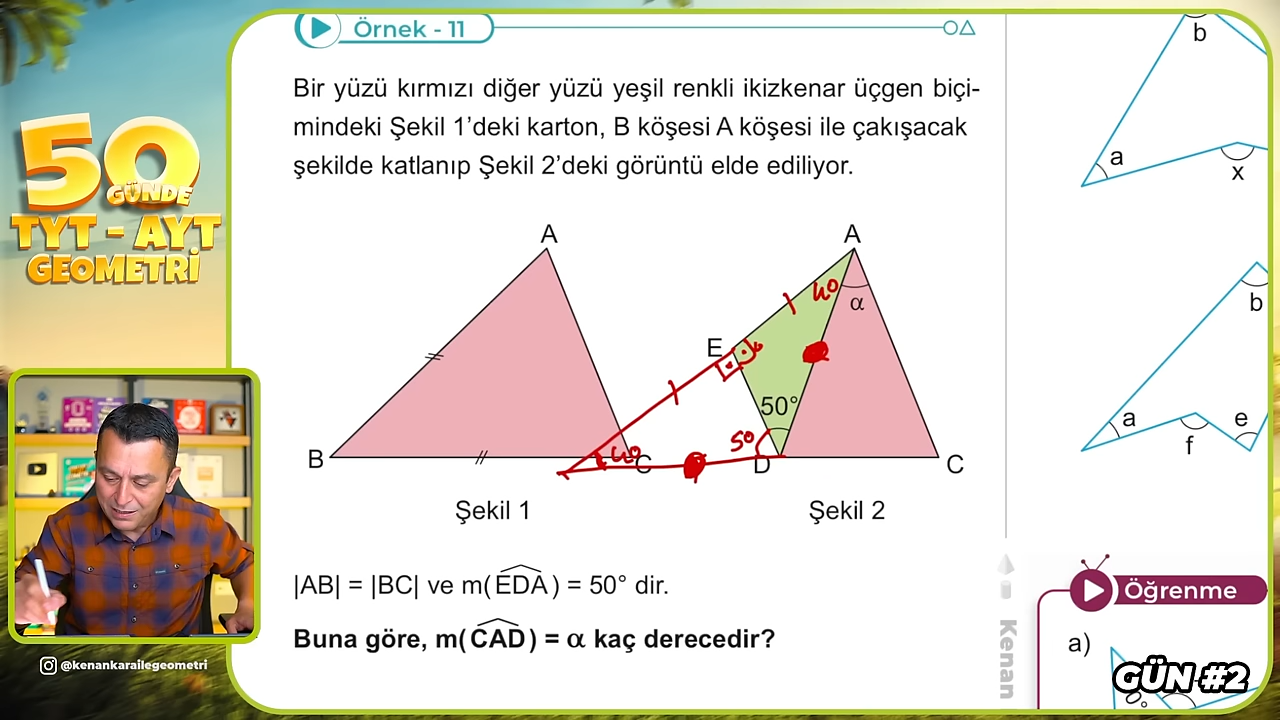 Örnek - 11
Bir yüzü kırmızı diğer yüzü yeşil renkli ikizkenar üçgen biçi-
mindeki Şekil 1'deki karton, B köşesi A köşesi ile çakışacak
şekilde katlanıp Şekil 2'deki görüntü elde ediliyor.
50
GÜNDE
TYT - AYT
GEOMETRİ
A
B
C
Şekil 1
A
40
α
E
50°
50
40
D
C
Şekil 2
|AB| = |BC| ve m(EDA) = 50° dir.
Buna göre, m(CAD) = α kaç derecedir?
b
a
x
b
a
f
e
Kenan
Öğrenme
a)
GÜN #2
@kenankarailegeometri